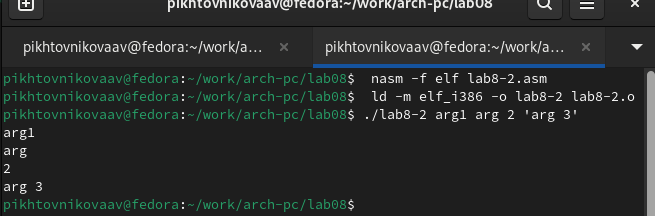 pikhtovnikovaav@fedora:~/work/arch-pc/lab08
pikhtovnikovaav@fedora:~/work/a... × pikhtovnikovaav@fedora:~/work/a... ×
pikhtovnikovaav@fedora:~/work/arch-pc/lab08$  nasm -f elf lab8-2.asm
pikhtovnikovaav@fedora:~/work/arch-pc/lab08$  ld -m elf_i386 -o lab8-2 lab8-2.o
pikhtovnikovaav@fedora:~/work/arch-pc/lab08$ ./lab8-2 arg1 arg 2 'arg 3'
arg1
arg
2
arg 3
pikhtovnikovaav@fedora:~/work/arch-pc/lab08$